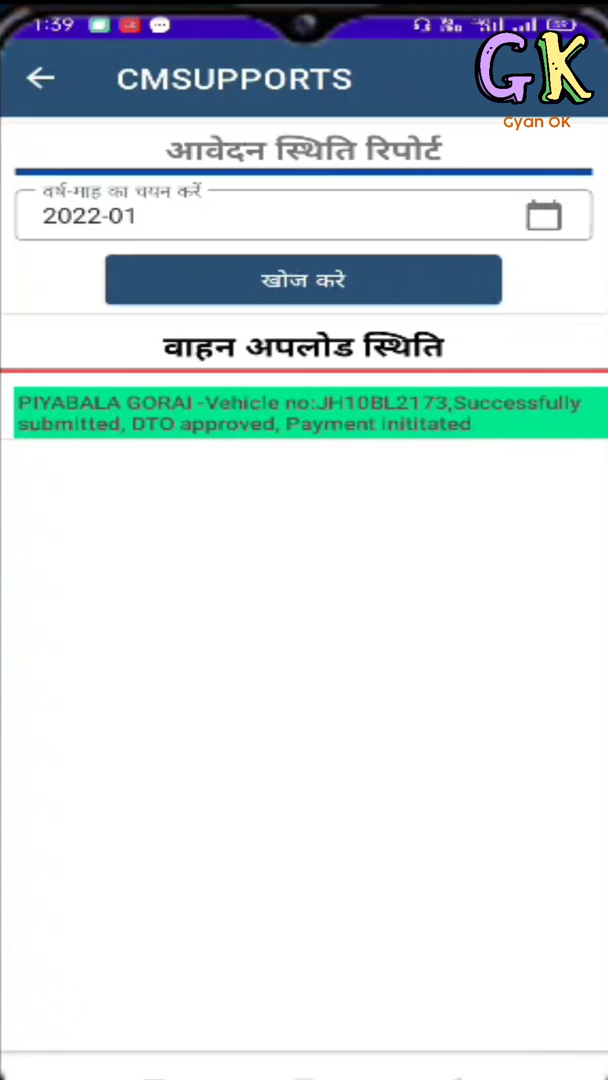 1:39
GK
CMSUPPORTS
Gyan OK
आवेदन स्थिति रिपोर्ट
वर्ष-माह का चयन करें
2022-01
खोज करे
वाहन अपलोड स्थिति
PIYABALA GORAI -Vehicle no:JH10BL2173,Successfully
submitted, DTO approved, Payment inititated